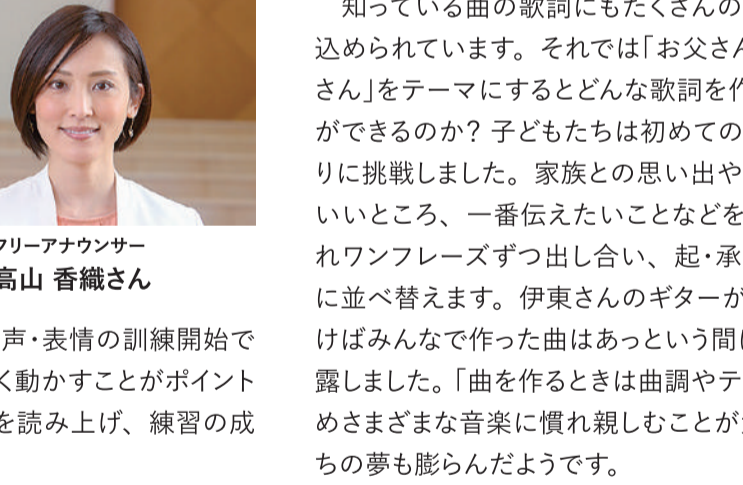 フリーアナウンサー
高山 香織さん
声・表情の訓練開始で
く動かすことがポイント
を読み上げ、練習の成
知っている曲の歌詞にもたくさんの
込められています。それでは「お父さん
さん」をテーマにするとどんな歌詞を作
ができるのか? 子どもたちは初めての
りに挑戦しました。家族との思い出や
いいところ、一番伝えたいことなどを
れワンフレーズずつ出し合い、起・承
に並べ替えます。伊東さんのギターが
けばみんなで作った曲はあっという間に
露しました。「曲を作るときは曲調やテ
めさまざまな音楽に慣れ親しむことが
ちの夢も膨らんだようです。